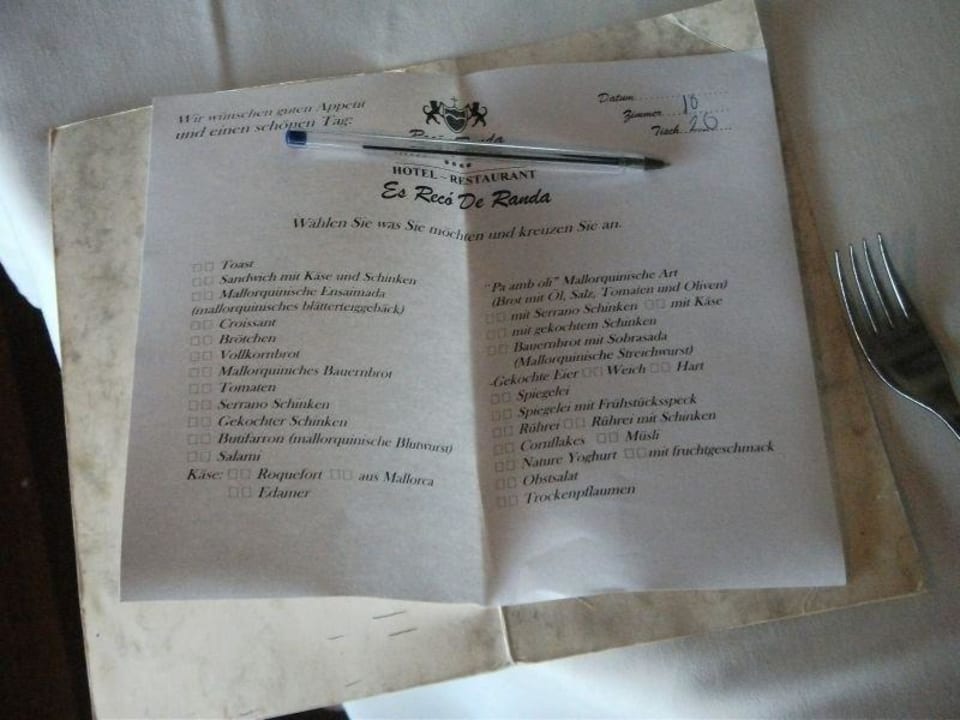 Wir wünschen guten Appetit
und einen schönen Tag.
Datum
Zimmer 18
Tisch 26
HOTEL ~ RESTAURANT
Es Recó De Randa
Wählen Sie was Sie möchten und kreuzen Sie an.
Toast
Sandwich mit Käse und Schinken
Mallorquinische Ensaimada
(mallorquinisches blätterteiggebäck)
Croissant
Brötchen
Vollkornbrot
Mallorquiniches Bauernbrot
Tomaten
Serrano Schinken
Gekochter Schinken
Butifarron (mallorquinische Blutwurst)
Salami
Käse: Roquefort aus Mallorca
Edamer
“Pa amb oli” Mallorquinische Art
(Brot mit Öl, Salz, Tomaten und Oliven)
mit Serrano Schinken mit Käse
mit gekochtem Schinken
Bauernbrot mit Sobrasada
(Mallorquinische Streichwurst)
-Gekochte Eier Weich Hart
Spiegelei
Spiegelei mit Frühstücksspeck
Rührei Rührei mit Schinken
Cornflakes Müsli
Nature Yoghurt mit fruchtgeschmack
Obstsalat
Trockenpflaumen